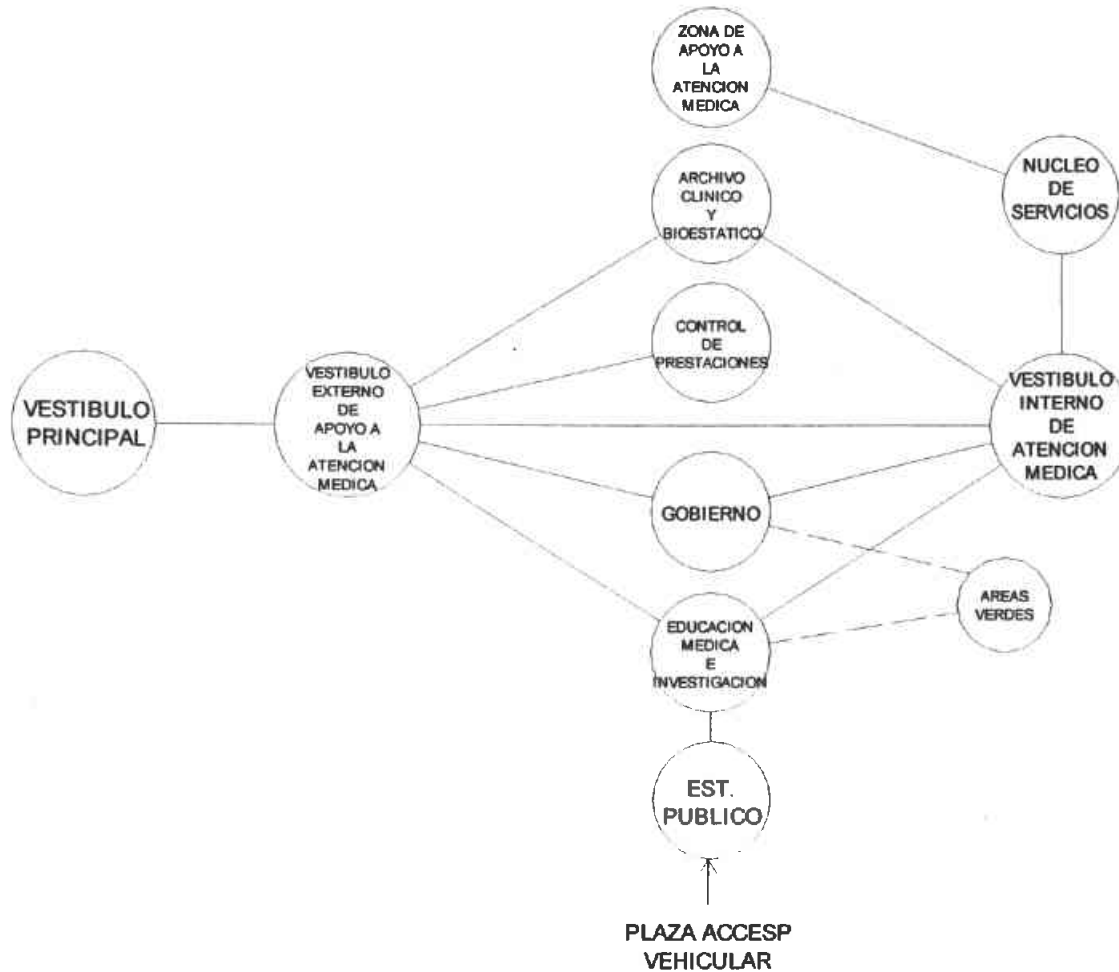 ZONA DE
APOYO A
LA
ATENCION
MEDICA
NUCLEO
DE
SERVICIOS
ARCHIVO
CLINICO
Y
BIOESTATICO
CONTROL
DE
PRESTACIONES
VESTIBULO
PRINCIPAL
VESTIBULO
EXTERNO
DE
APOYO A
LA
ATENCION
MEDICA
VESTIBULO
INTERNO
DE
ATENCION
MEDICA
GOBIERNO
AREAS
VERDES
EDUCACION
MEDICA
E
INVESTIGACION
EST.
PUBLICO
PLAZA ACCESP
VEHICULAR